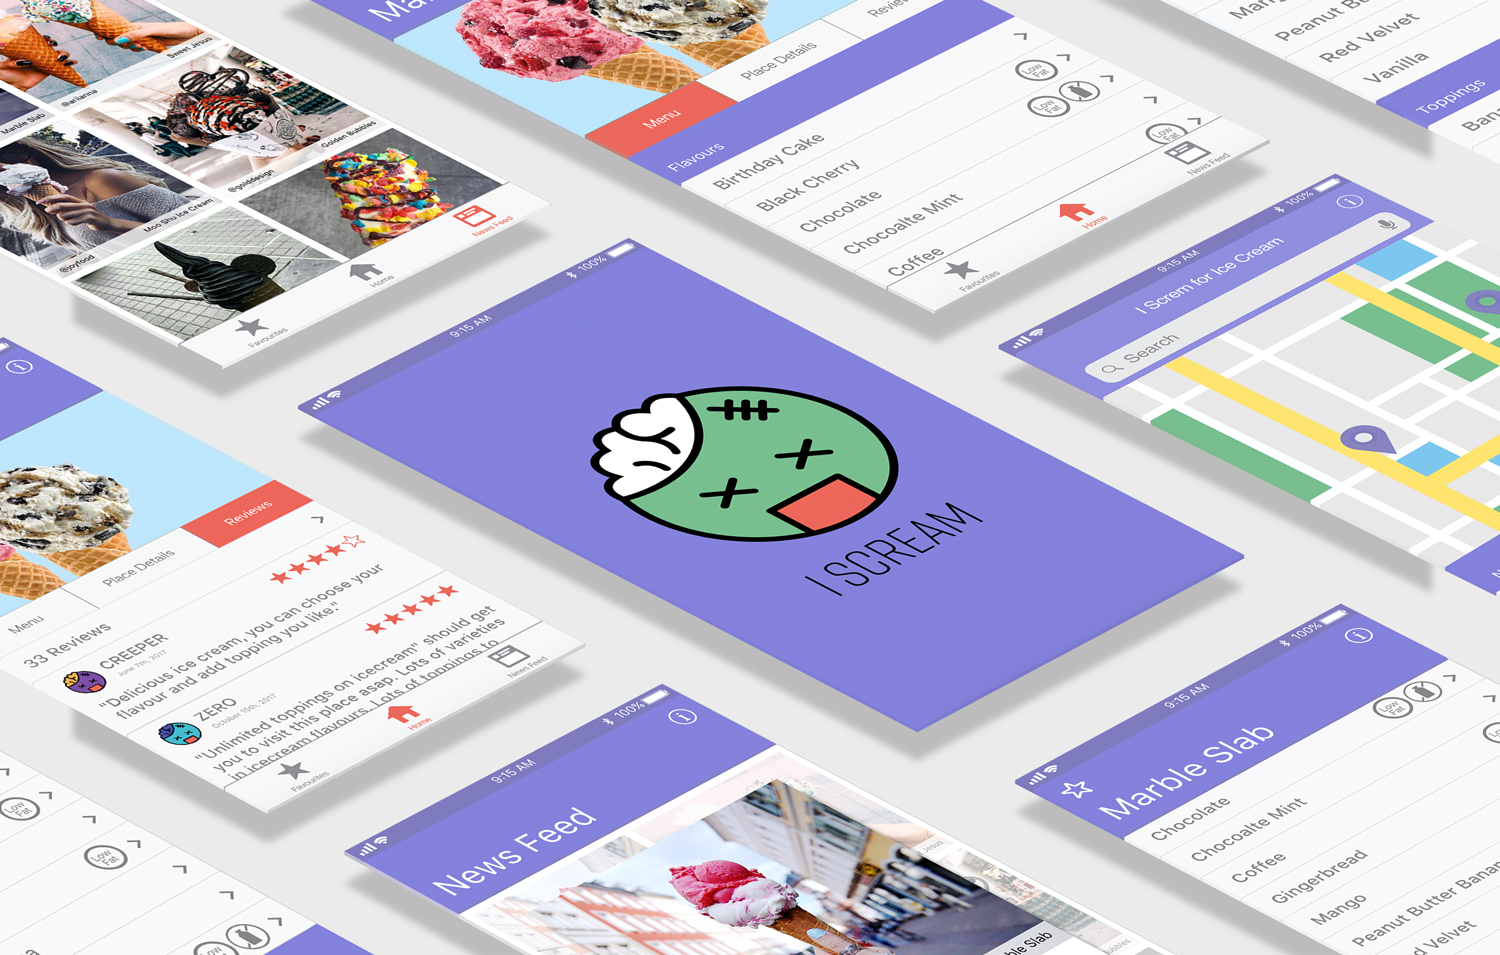 Sweet Jesus
@arlianna
Marble Slab
Golden Bubbles
@golddesign
Moo Shu Ice Cream
@joyfood
News Feed
Home
Favourites
Place Details
Menu
Flavours
Birthday Cake
Black Cherry
Chocolate
Chocoalte Mint
Coffee
Low Fat
Low Fat
Low Fat
News Feed
Home
Favourites
Peanut Be
Red Velvet
Vanilla
Toppings
9:15 AM
100%
I SCREAM
9:15 AM
100%
I Screm for Ice Cream
Search
Menu
Place Details
Reviews
33 Reviews
CREEPER
June 7th, 2017
"Delicious ice cream, you can choose your
flavour and add topping you like."
ZERO
October 15th, 2017
"Unlimited toppings on icecream" should get
you to visit this place asap. Lots of varieties
in icecream flavours. Lots of toppings to
News Feed
Home
Favourites
Low Fat
Low Fat
9:15 AM
100%
News Feed
ble Slab
9:15 AM
100%
Marble Slab
Low Fat
Chocolate
Chocoalte Mint
Coffee
Gingerbread
Mango
Peanut Butter Banan
d Velvet